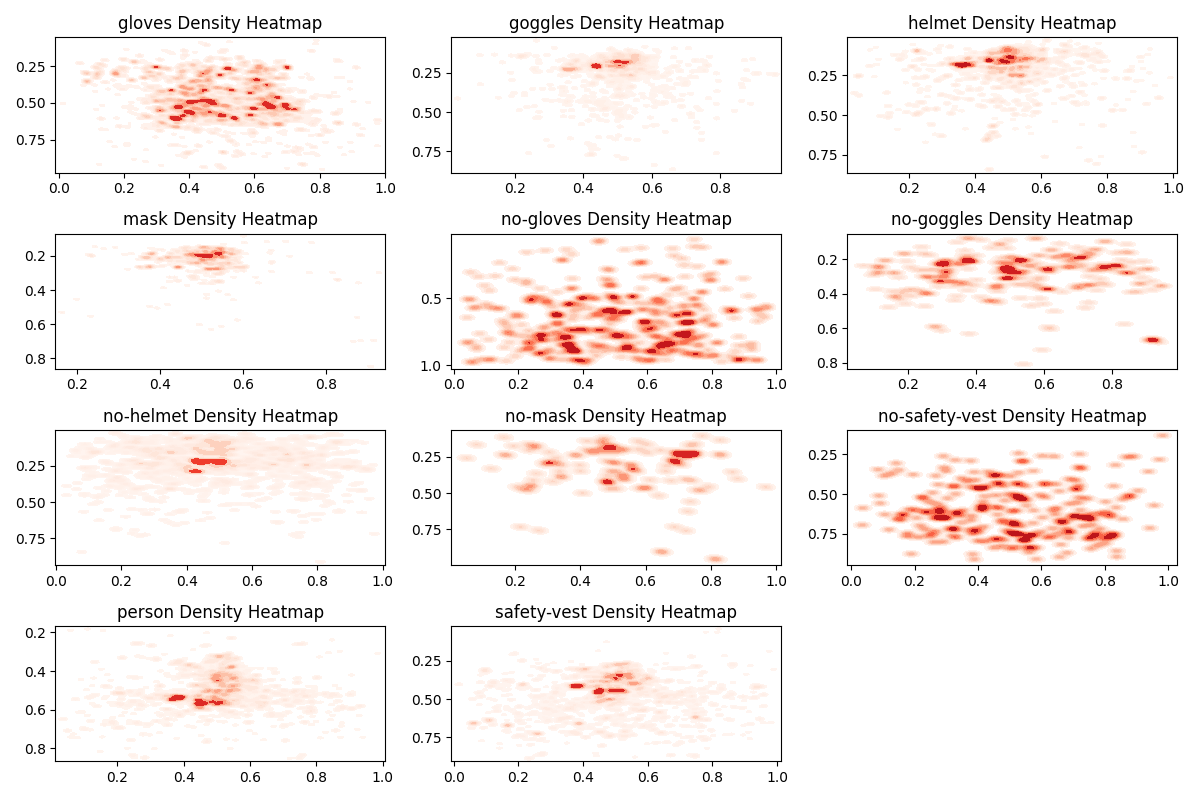 gloves Density Heatmap
0.25
0.50
0.75
0.0 0.2 0.4 0.6 0.8 1.0
goggles Density Heatmap
0.25
0.50
0.75
0.2 0.4 0.6 0.8
helmet Density Heatmap
0.25
0.50
0.75
0.2 0.4 0.6 0.8 1.0
mask Density Heatmap
0.2
0.4
0.6
0.8
0.2 0.4 0.6 0.8
no-gloves Density Heatmap
0.5
1.0
0.0 0.2 0.4 0.6 0.8 1.0
no-goggles Density Heatmap
0.2
0.4
0.6
0.8
0.2 0.4 0.6 0.8
no-helmet Density Heatmap
0.25
0.50
0.75
0.0 0.2 0.4 0.6 0.8 1.0
no-mask Density Heatmap
0.25
0.50
0.75
0.2 0.4 0.6 0.8 1.0
no-safety-vest Density Heatmap
0.25
0.50
0.75
0.0 0.2 0.4 0.6 0.8 1.0
person Density Heatmap
0.2
0.4
0.6
0.8
0.2 0.4 0.6 0.8 1.0
safety-vest Density Heatmap
0.25
0.50
0.75
0.0 0.2 0.4 0.6 0.8 1.0